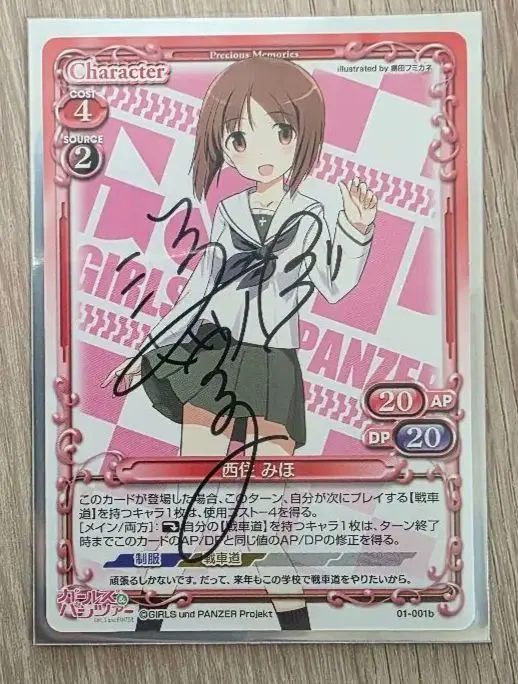 Precious Memories
Character
illustrated by 島田フミカネ
COST
4
SOURCE
2
GIRLS
PANZER
20 AP
DP 20
西住 みほ
このカードが登場した場合、このターン、自分が次にプレイする【戦車
道】を持つキャラ1枚は、使用コスト-4を得る。
[メイン/両方]:自分の【戦車道】を持つキャラ1枚は、ターン終了
時までこのカードのAP/DPと同じ値のAP/DPの修正を得る。
制服 戦車道
頑張るしかないです。だって、来年もこの学校で戦車道をやりたいから。
ガールズ&
パンツァー
GIRLS und PANZER
©GIRLS und PANZER Projekt
01-001b